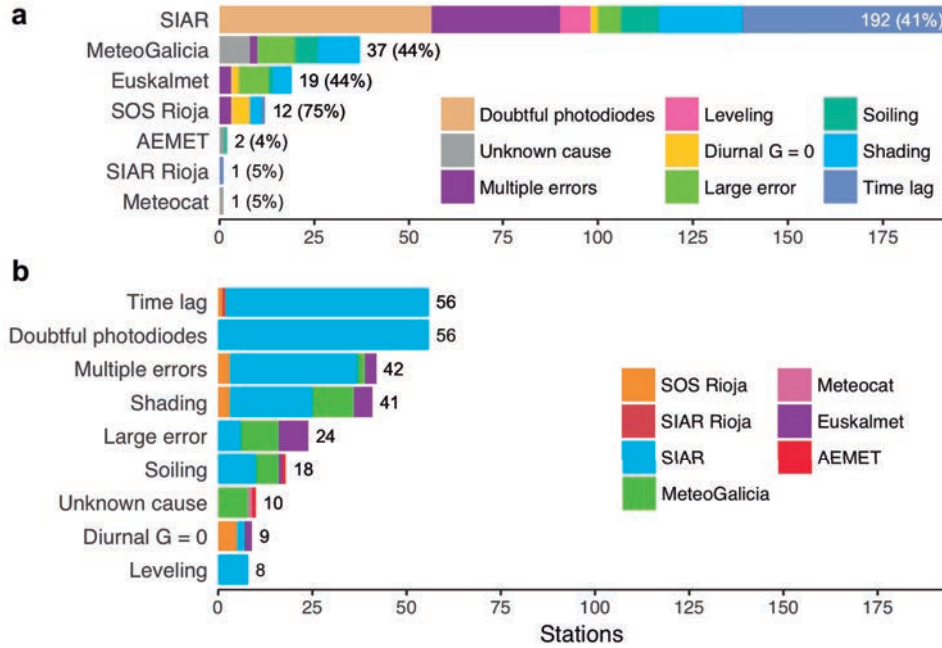 a
SIAR 192 (41%)
MeteoGalicia 37 (44%)
Euskalmet 19 (44%)
SOS Rioja 12 (75%)
AEMET 2 (4%)
SIAR Rioja 1 (5%)
Meteocat 1 (5%)
Doubtful photodiodes Leveling Soiling
Unknown cause Diurnal G = 0 Shading
Multiple errors Large error Time lag
0 25 50 75 100 125 150 175
b
Time lag 56
Doubtful photodiodes 56
Multiple errors 42
Shading 41
Large error 24
Soiling 18
Unknown cause 10
Diurnal G = 0 9
Leveling 8
SOS Rioja Meteocat
SIAR Rioja Euskalmet
SIAR AEMET
MeteoGalicia
0 25 50 75 100 125 150 175
Stations